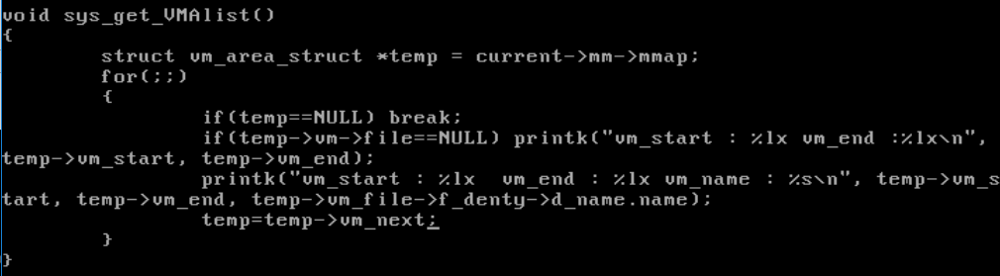 void sys_get_VMAlist()
{
        struct vm_area_struct *temp = current->mm->mmap;
        for(;;)
        {
                if(temp==NULL) break;
                if(temp->vm->file==NULL) printk("vm_start : %lx vm_end :%lx\n",
temp->vm_start, temp->vm_end);
                printk("vm_start : %lx  vm_end : %lx vm_name : %s\n", temp->vm_s
tart, temp->vm_end, temp->vm_file->f_denty->d_name.name);
                temp=temp->vm_next;
        }
}